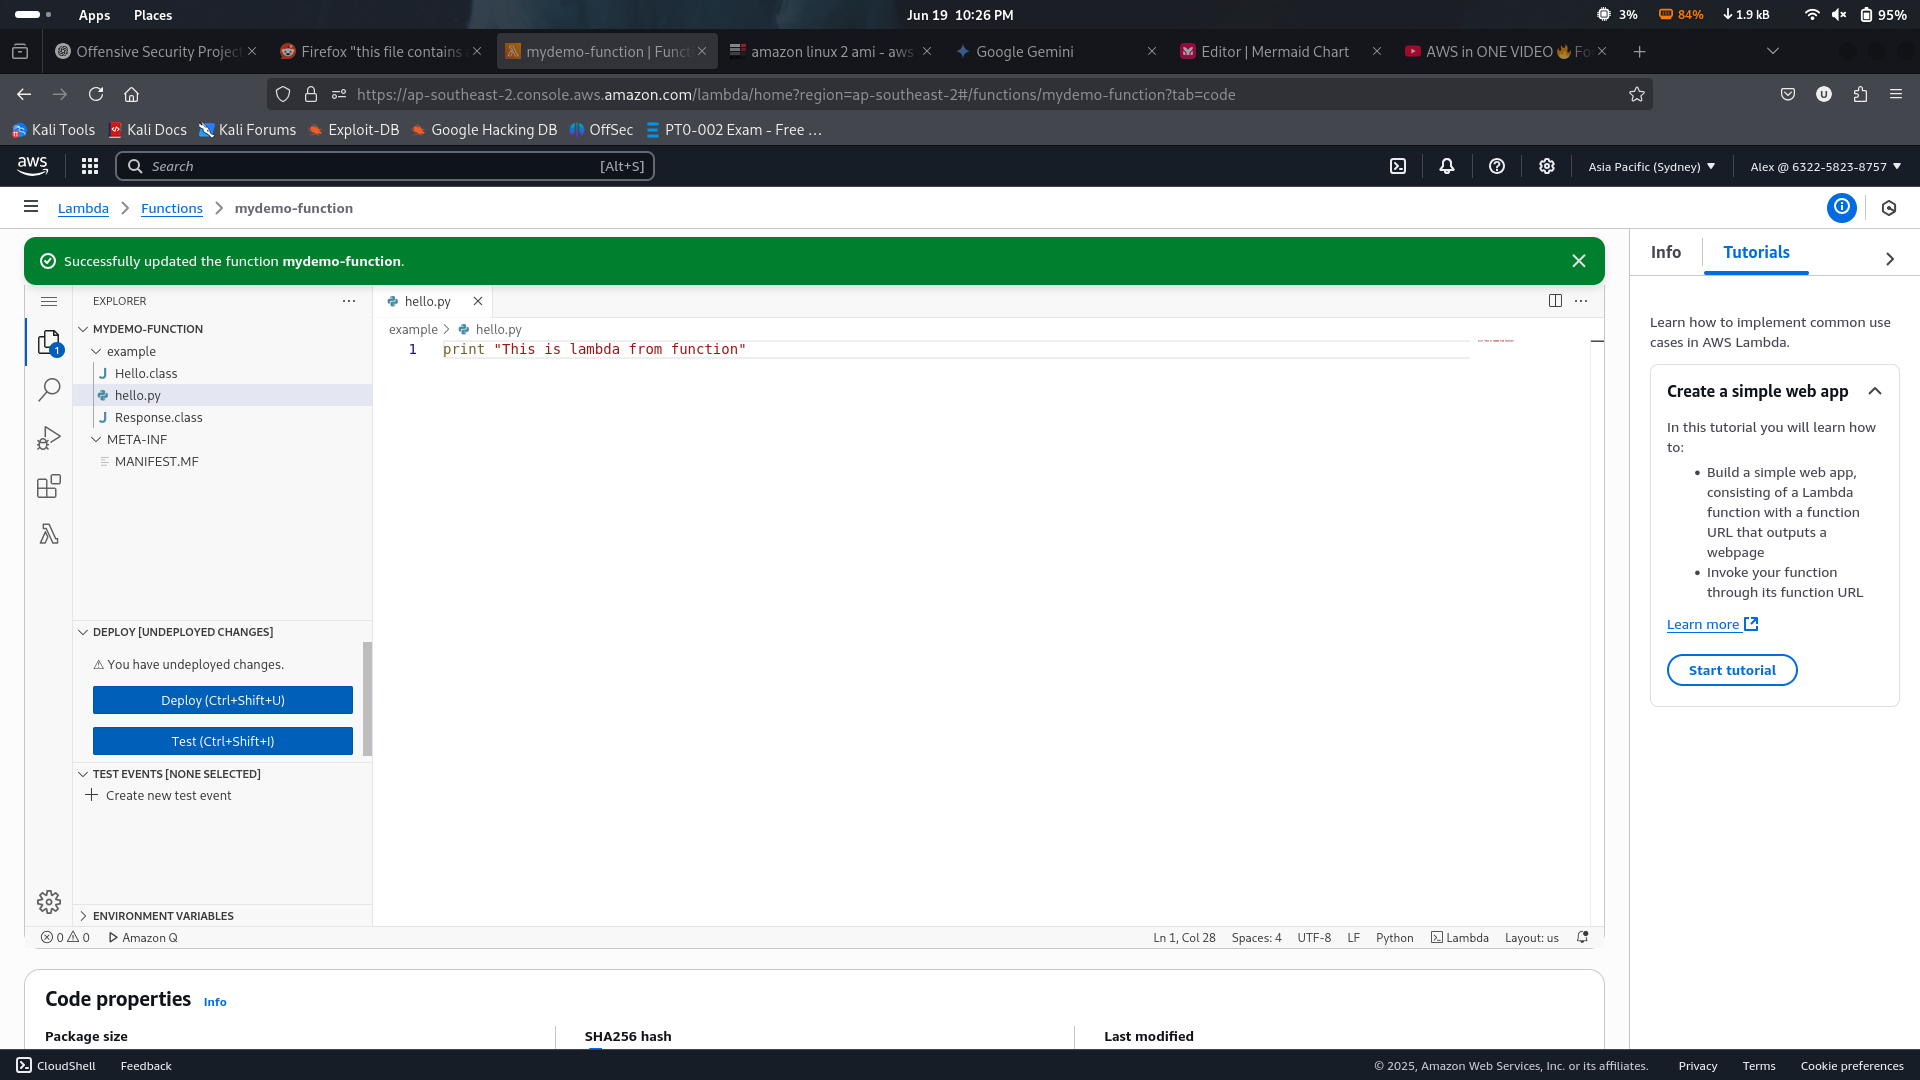 Apps Places Jun 19 10:26 PM 3% 84% 1.9 kB 95%
Offensive Security Project Firefox "this file contains mydemo-function | Funct amazon linux 2 ami - aws Google Gemini Editor | Mermaid Chart AWS in ONE VIDEO 🔥 Fo
https://ap-southeast-2.console.aws.amazon.com/lambda/home?region=ap-southeast-2#/functions/mydemo-function?tab=code U
Kali Tools Kali Docs Kali Forums Exploit-DB Google Hacking DB OffSec PT0-002 Exam - Free …
aws Search [Alt+S] Asia Pacific (Sydney) Alex @ 6322-5823-8757
Lambda Functions mydemo-function
Successfully updated the function mydemo-function.
Info Tutorials
EXPLORER
hello.py
MYDEMO-FUNCTION
example
Hello.class
hello.py
Response.class
META-INF
MANIFEST.MF
1
example > hello.py
1 print "This is lambda from function"
DEPLOY [UNDEPLOYED CHANGES]
⚠ You have undeployed changes.
Deploy (Ctrl+Shift+U)
Test (Ctrl+Shift+I)
TEST EVENTS [NONE SELECTED]
Create new test event
ENVIRONMENT VARIABLES
0 0 Amazon Q Ln 1, Col 28 Spaces: 4 UTF-8 LF Python Lambda Layout: us
Learn how to implement common use
cases in AWS Lambda.
Create a simple web app
In this tutorial you will learn how
to:
• Build a simple web app,
consisting of a Lambda
function with a function
URL that outputs a
webpage
• Invoke your function
through its function URL
Learn more
Start tutorial
Code properties Info
Package size SHA256 hash Last modified
CloudShell Feedback © 2025, Amazon Web Services, Inc. or its affiliates. Privacy Terms Cookie preferences